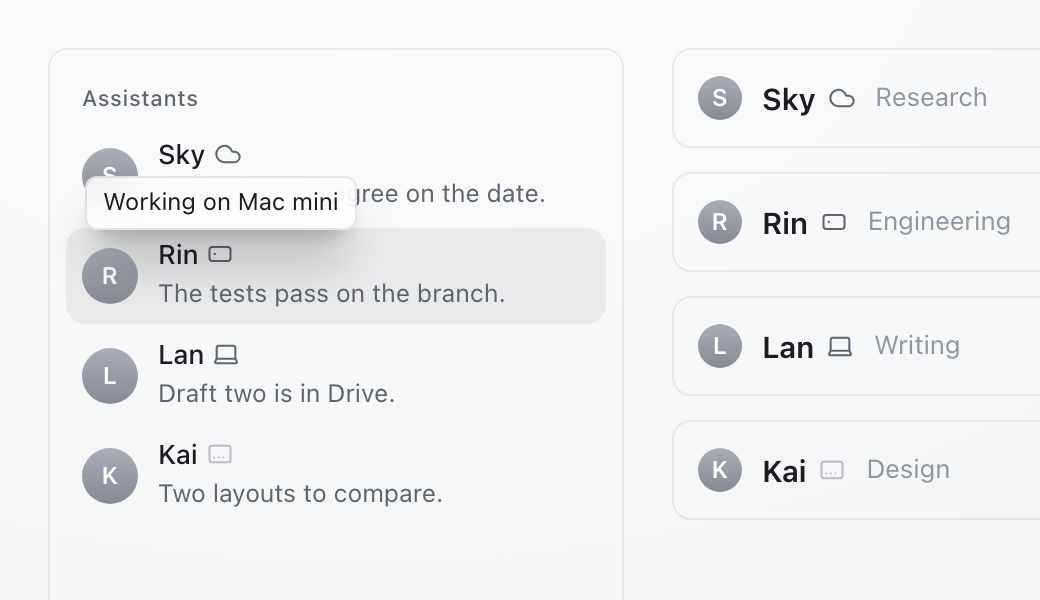 Assistants
S
Sky
gree on the date.
Working on Mac mini
R
Rin
The tests pass on the branch.
L
Lan
Draft two is in Drive.
K
Kai
Two layouts to compare.
S
Sky
Research
R
Rin
Engineering
L
Lan
Writing
K
Kai
Design